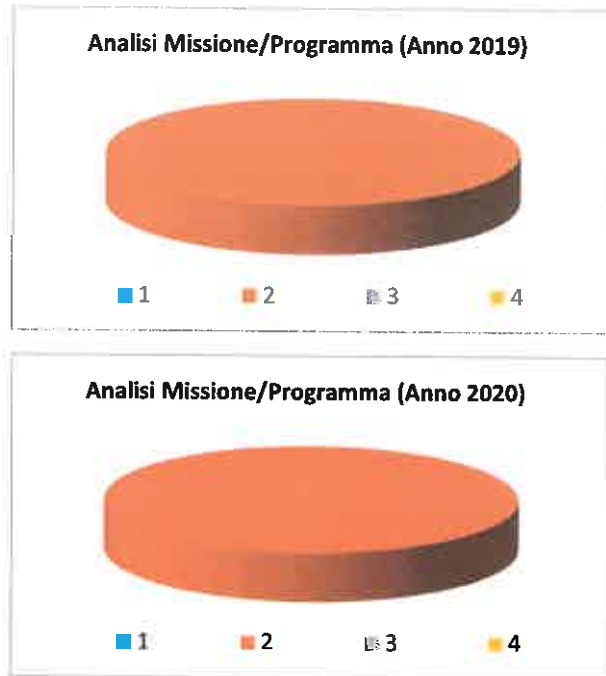 Analisi Missione/Programma (Anno 2019)
1 2 3 4
Analisi Missione/Programma (Anno 2020)
1 2 3 4